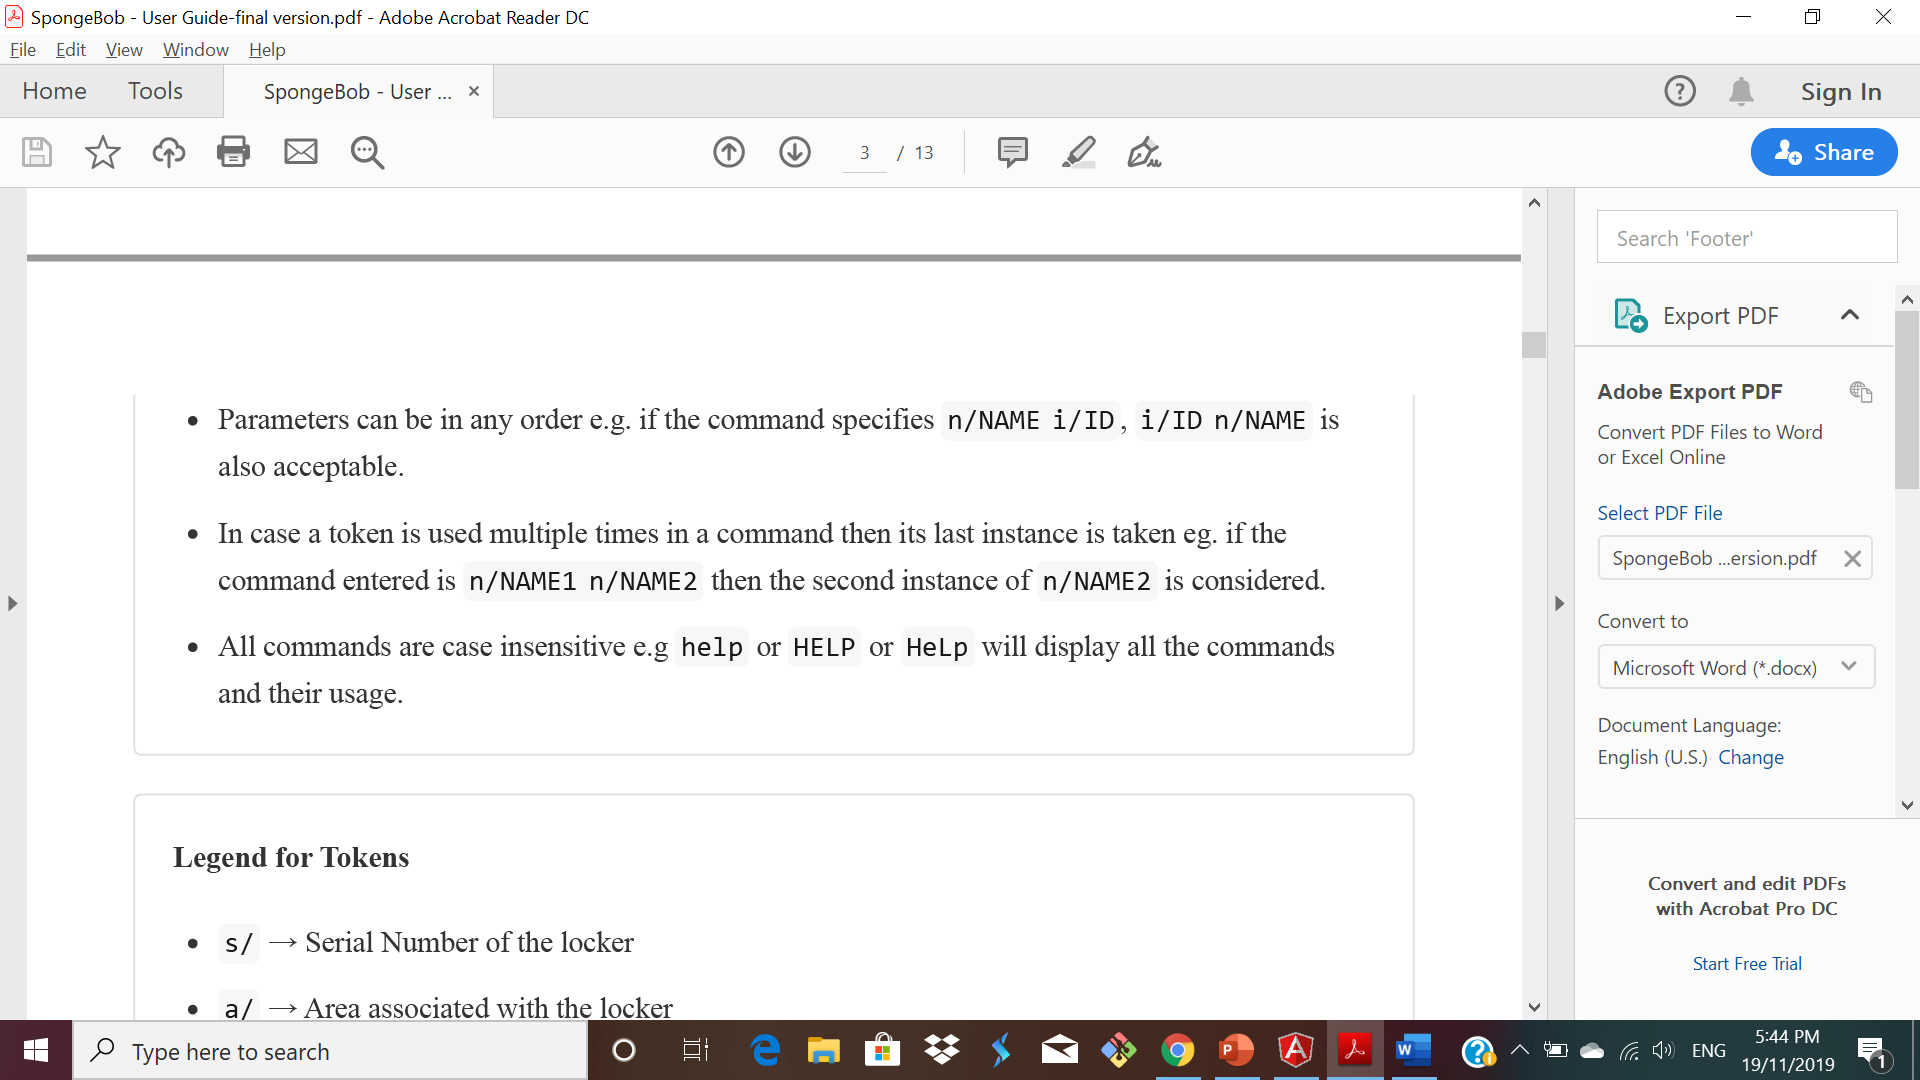 SpongeBob - User Guide-final version.pdf - Adobe Acrobat Reader DC
File Edit View Window Help
Home Tools SpongeBob - User ... × Sign In
3 / 13 Share
Search 'Footer'
Export PDF
Adobe Export PDF
Convert PDF Files to Word
or Excel Online
Select PDF File
SpongeBob ...ersion.pdf
Convert to
Microsoft Word (*.docx)
Document Language:
English (U.S.) Change
Convert and edit PDFs
with Acrobat Pro DC
Start Free Trial
• Parameters can be in any order e.g. if the command specifies n/NAME i/ID, i/ID n/NAME is
also acceptable.
• In case a token is used multiple times in a command then its last instance is taken eg. if the
command entered is n/NAME1 n/NAME2 then the second instance of n/NAME2 is considered.
• All commands are case insensitive e.g help or HELP or HeLp will display all the commands
and their usage.
Legend for Tokens
• s/ → Serial Number of the locker
• a/ → Area associated with the locker
Type here to search
ENG
5:44 PM
19/11/2019
1